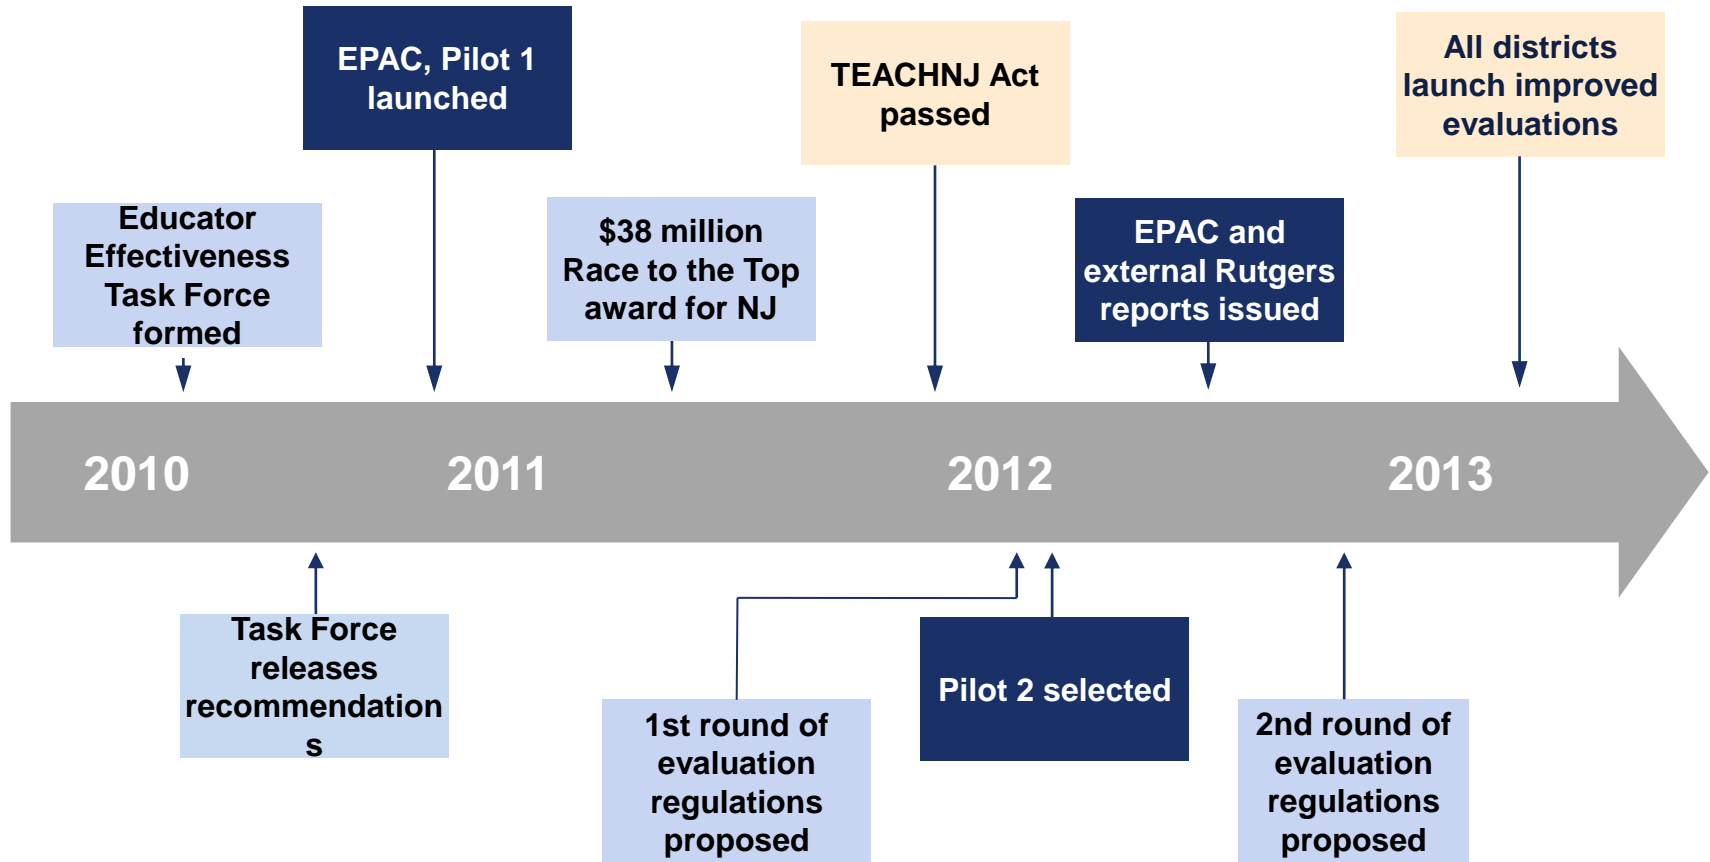 EPAC, Pilot 1
launched
TEACHNJ Act
passed
All districts
launch improved
evaluations
Educator
Effectiveness
Task Force
formed
$38 million
Race to the Top
award for NJ
EPAC and
external Rutgers
reports issued
2010
2011
2012
2013
Task Force
releases
recommendation
s
1st round of
evaluation
regulations
proposed
Pilot 2 selected
2nd round of
evaluation
regulations
proposed